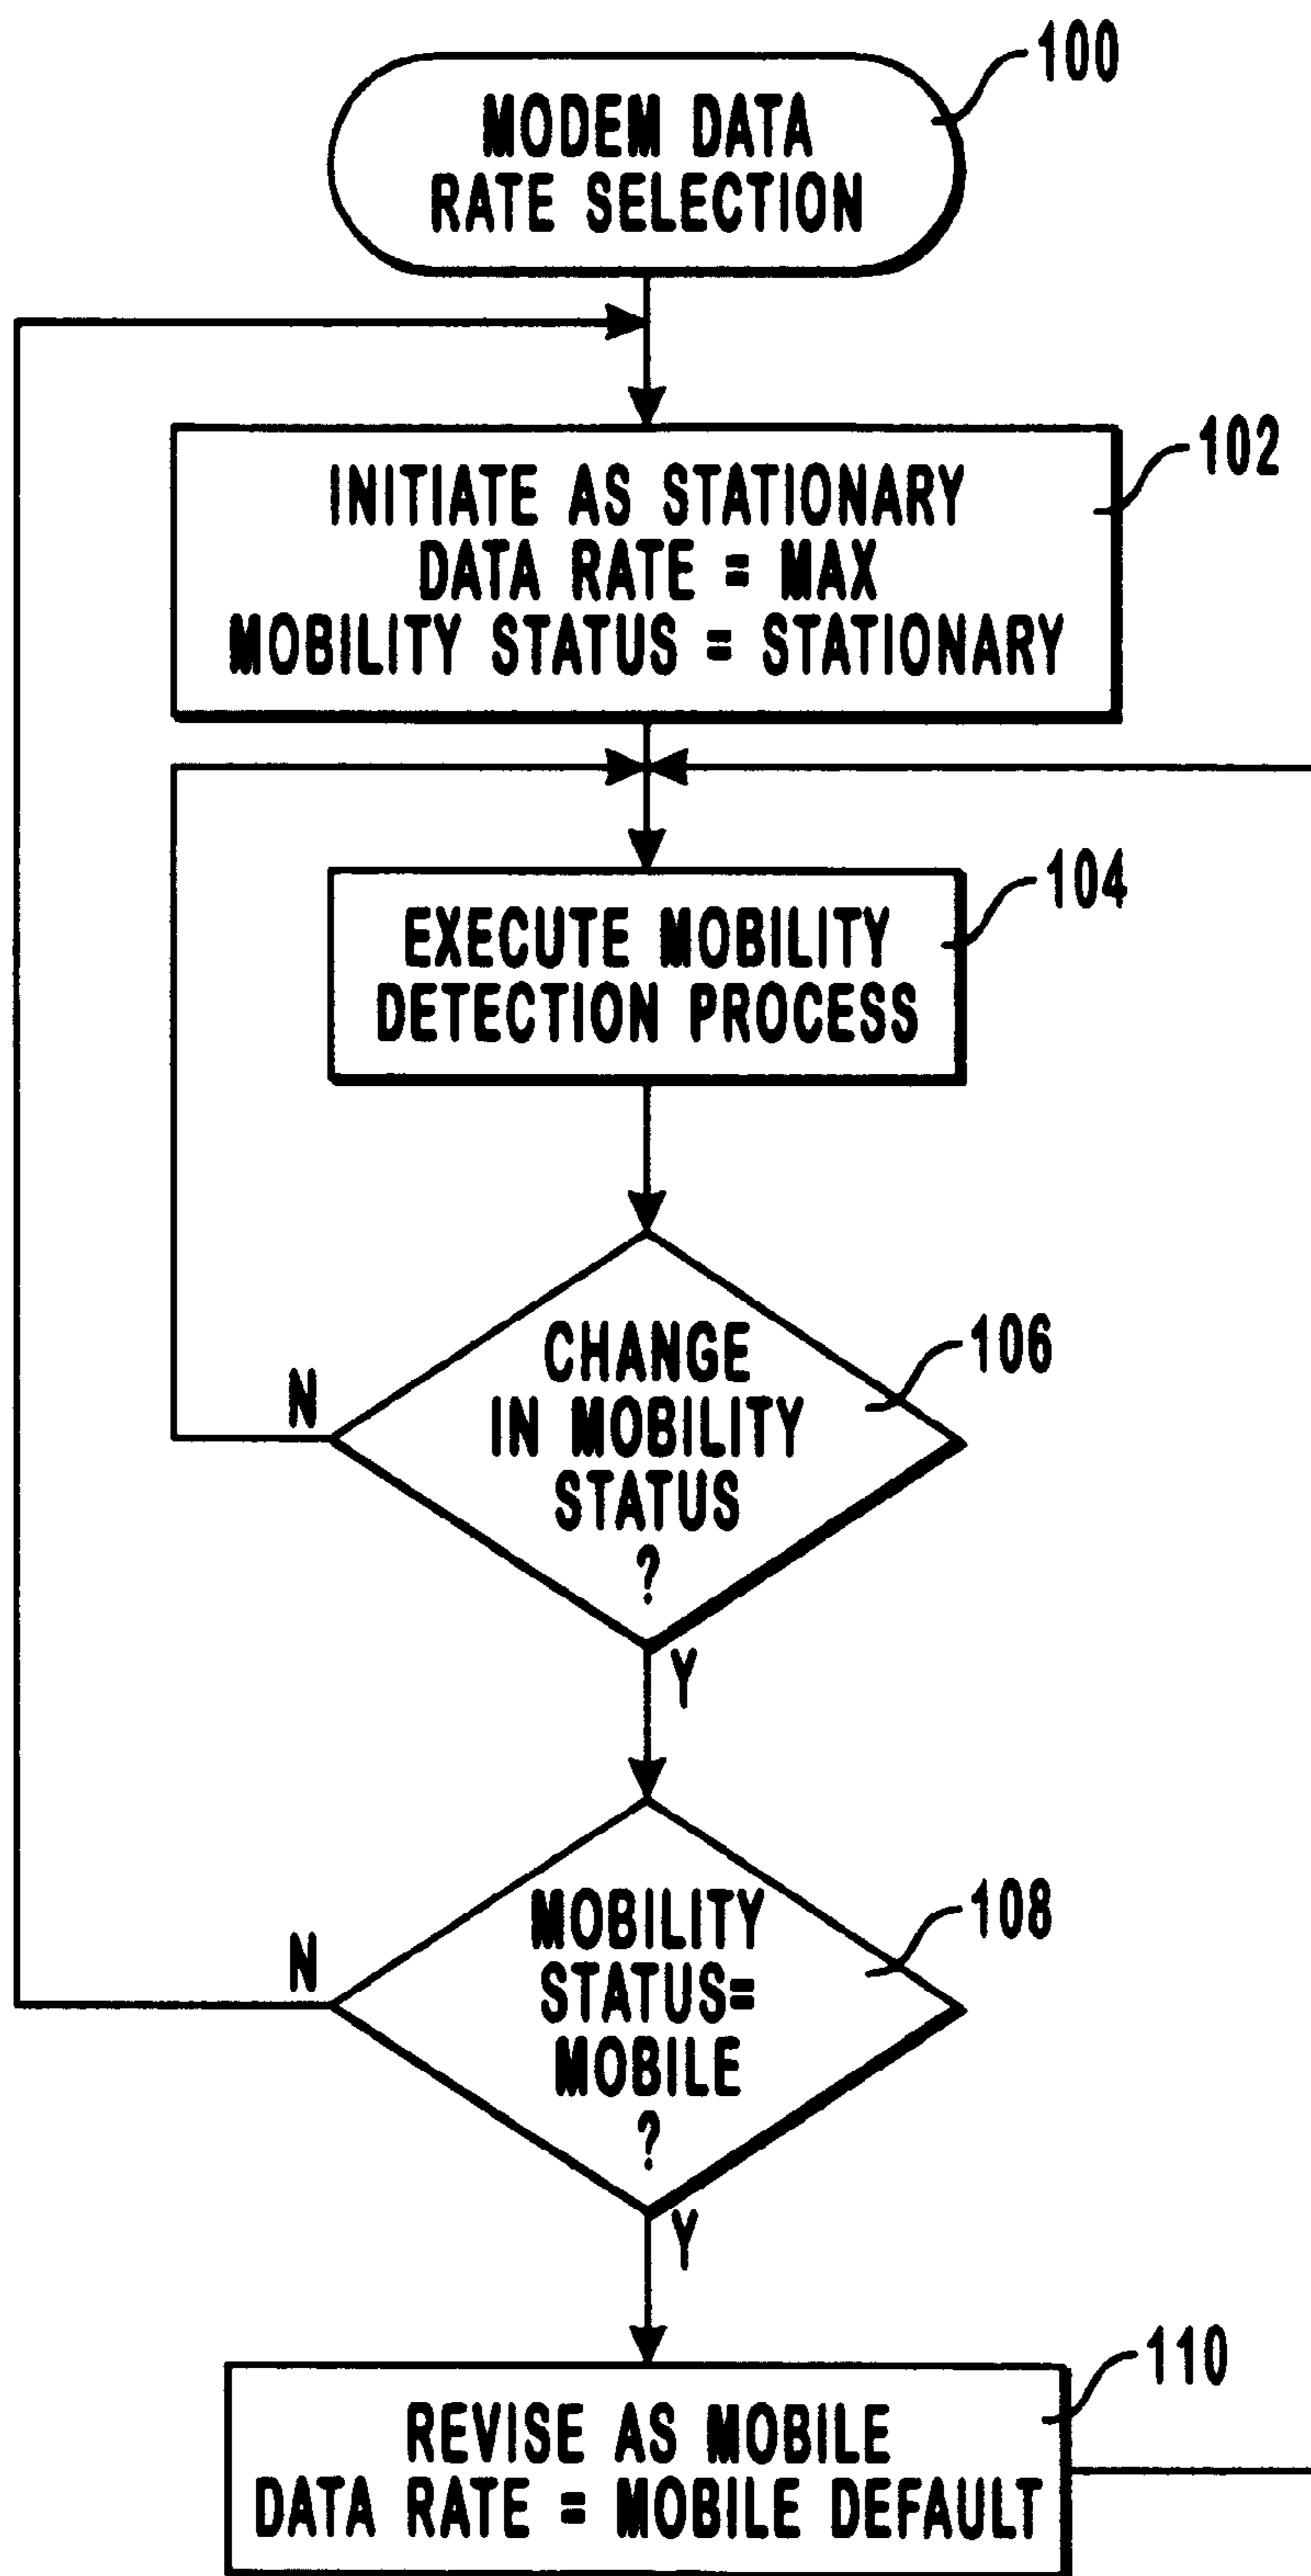 100
MODEM DATA
RATE SELECTION
102
INITIATE AS STATIONARY
DATA RATE = MAX
MOBILITY STATUS = STATIONARY
104
EXECUTE MOBILITY
DETECTION PROCESS
106
CHANGE
IN MOBILITY
STATUS
?
N
Y
108
MOBILITY
STATUS=
MOBILE
?
N
Y
110
REVISE AS MOBILE
DATA RATE = MOBILE DEFAULT